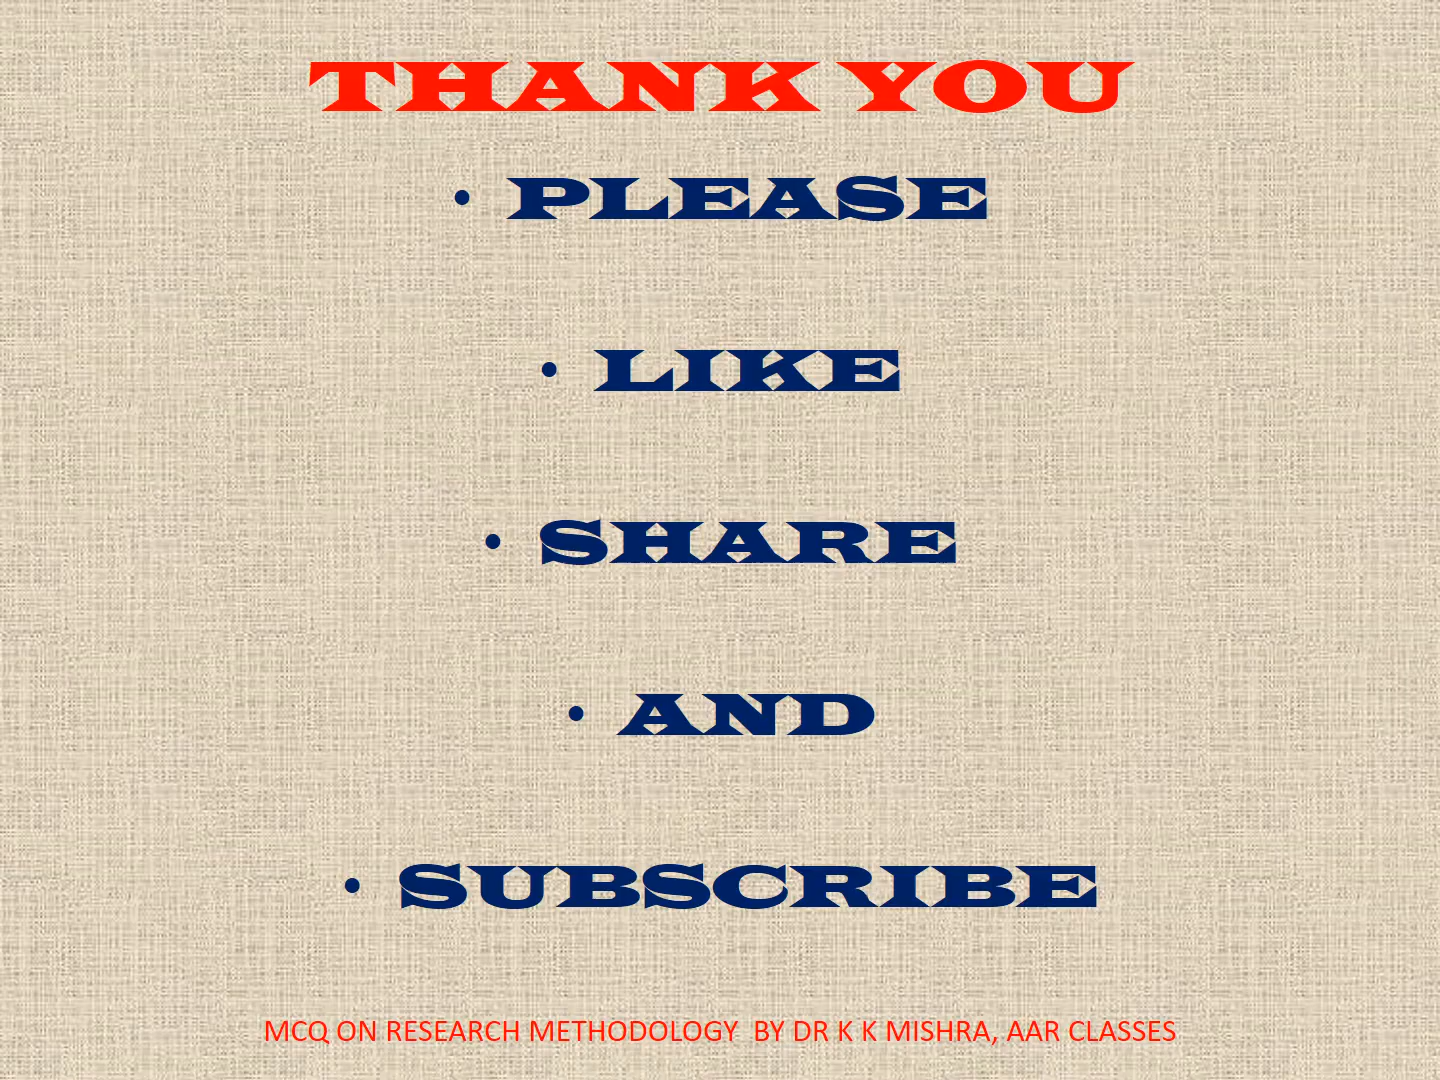 THANK YOU
• PLEASE
• LIKE
• SHARE
• AND
• SUBSCRIBE
MCQ ON RESEARCH METHODOLOGY  BY DR K K MISHRA, AAR CLASSES